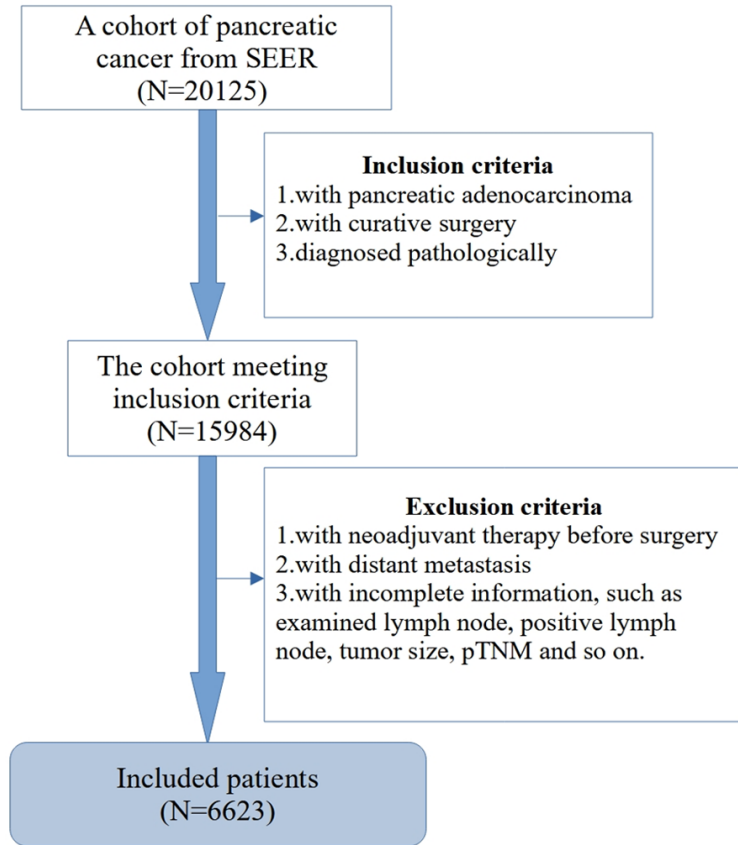 A cohort of pancreatic
cancer from SEER
(N=20125)
Inclusion criteria
1.with pancreatic adenocarcinoma
2.with curative surgery
3.diagnosed pathologically
The cohort meeting
inclusion criteria
(N=15984)
Exclusion criteria
1.with neoadjuvant therapy before surgery
2.with distant metastasis
3.with incomplete information, such as
examined lymph node, positive lymph
node, tumor size, pTNM and so on.
Included patients
(N=6623)